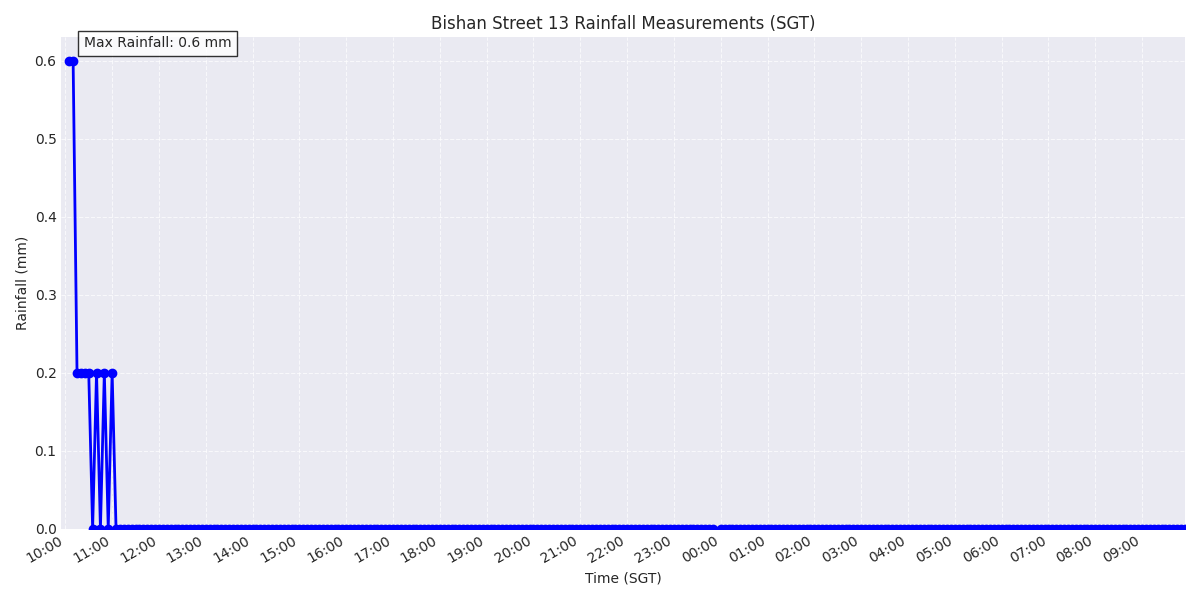 Bishan Street 13 Rainfall Measurements (SGT)
Max Rainfall: 0.6 mm
Rainfall (mm)
0.6
0.5
0.4
0.3
0.2
0.1
0.0
10:00 11:00 12:00 13:00 14:00 15:00 16:00 17:00 18:00 19:00 20:00 21:00 22:00 23:00 00:00 01:00 02:00 03:00 04:00 05:00 06:00 07:00 08:00 09:00
Time (SGT)